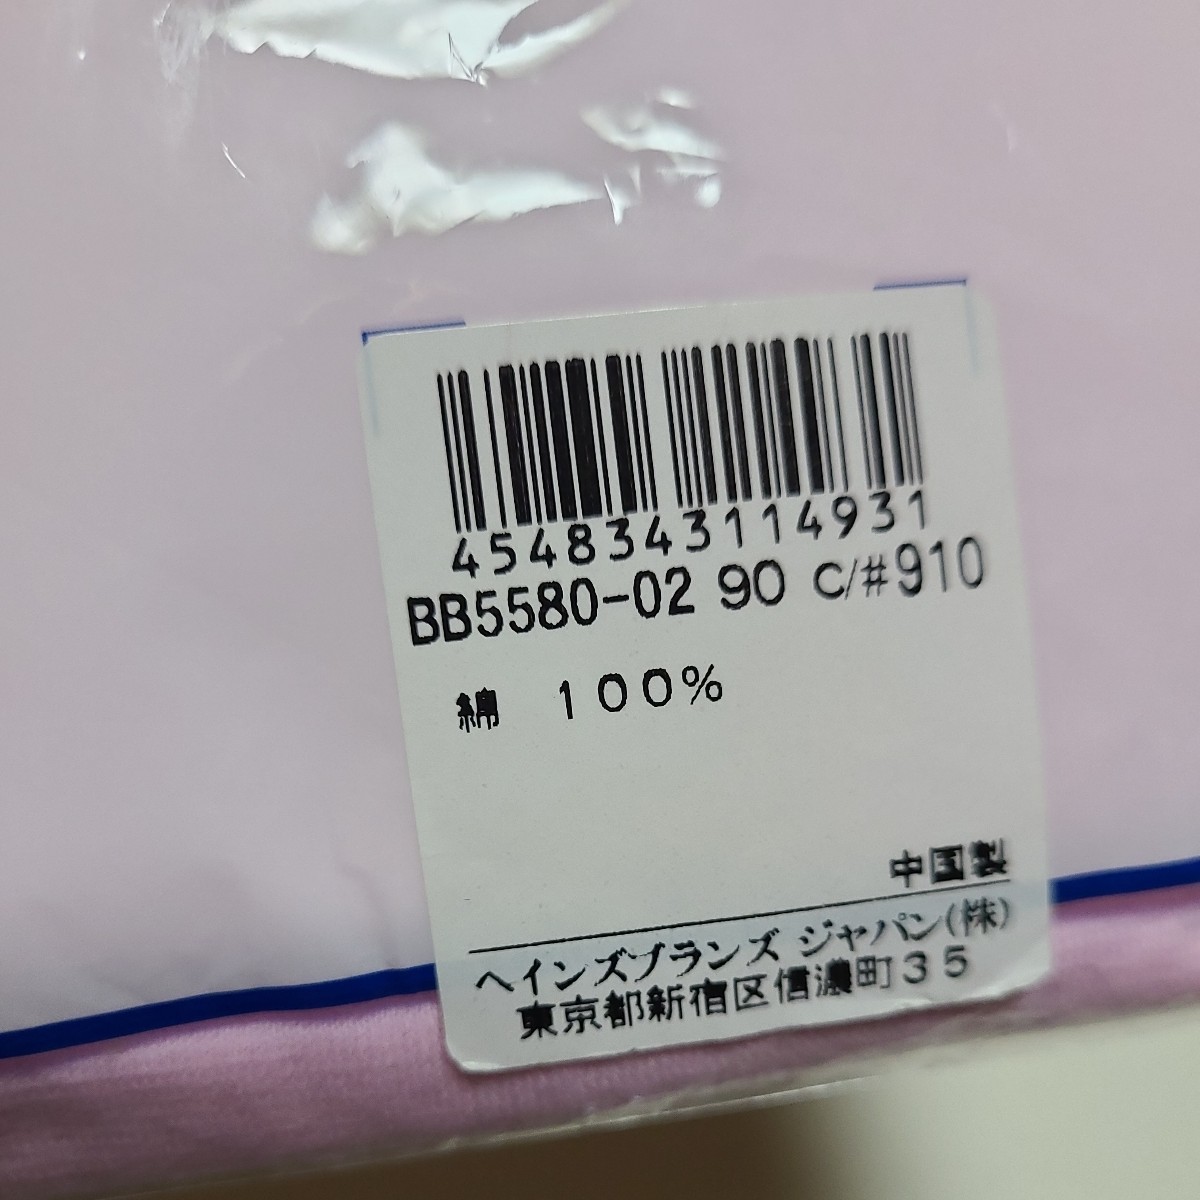 4548343114931
BB5580-02 90 C/#910
綿 100%
中国製
ヘインズブランズ ジャパン(株)
東京都新宿区信濃町35